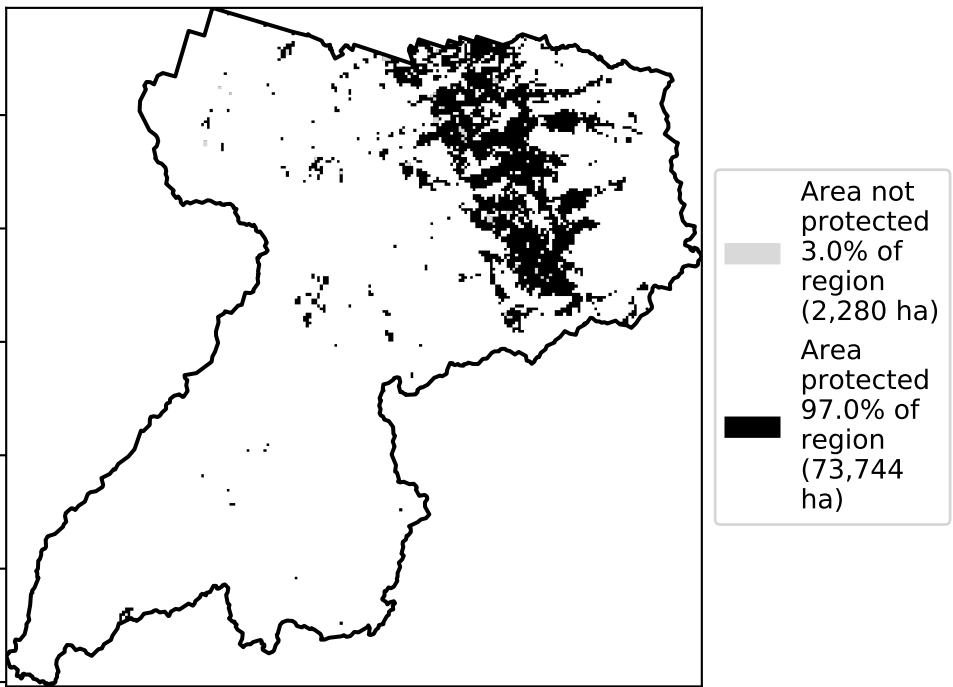 Area not
protected
3.0% of
region
(2,280 ha)
Area
protected
97.0% of
region
(73,744
ha)